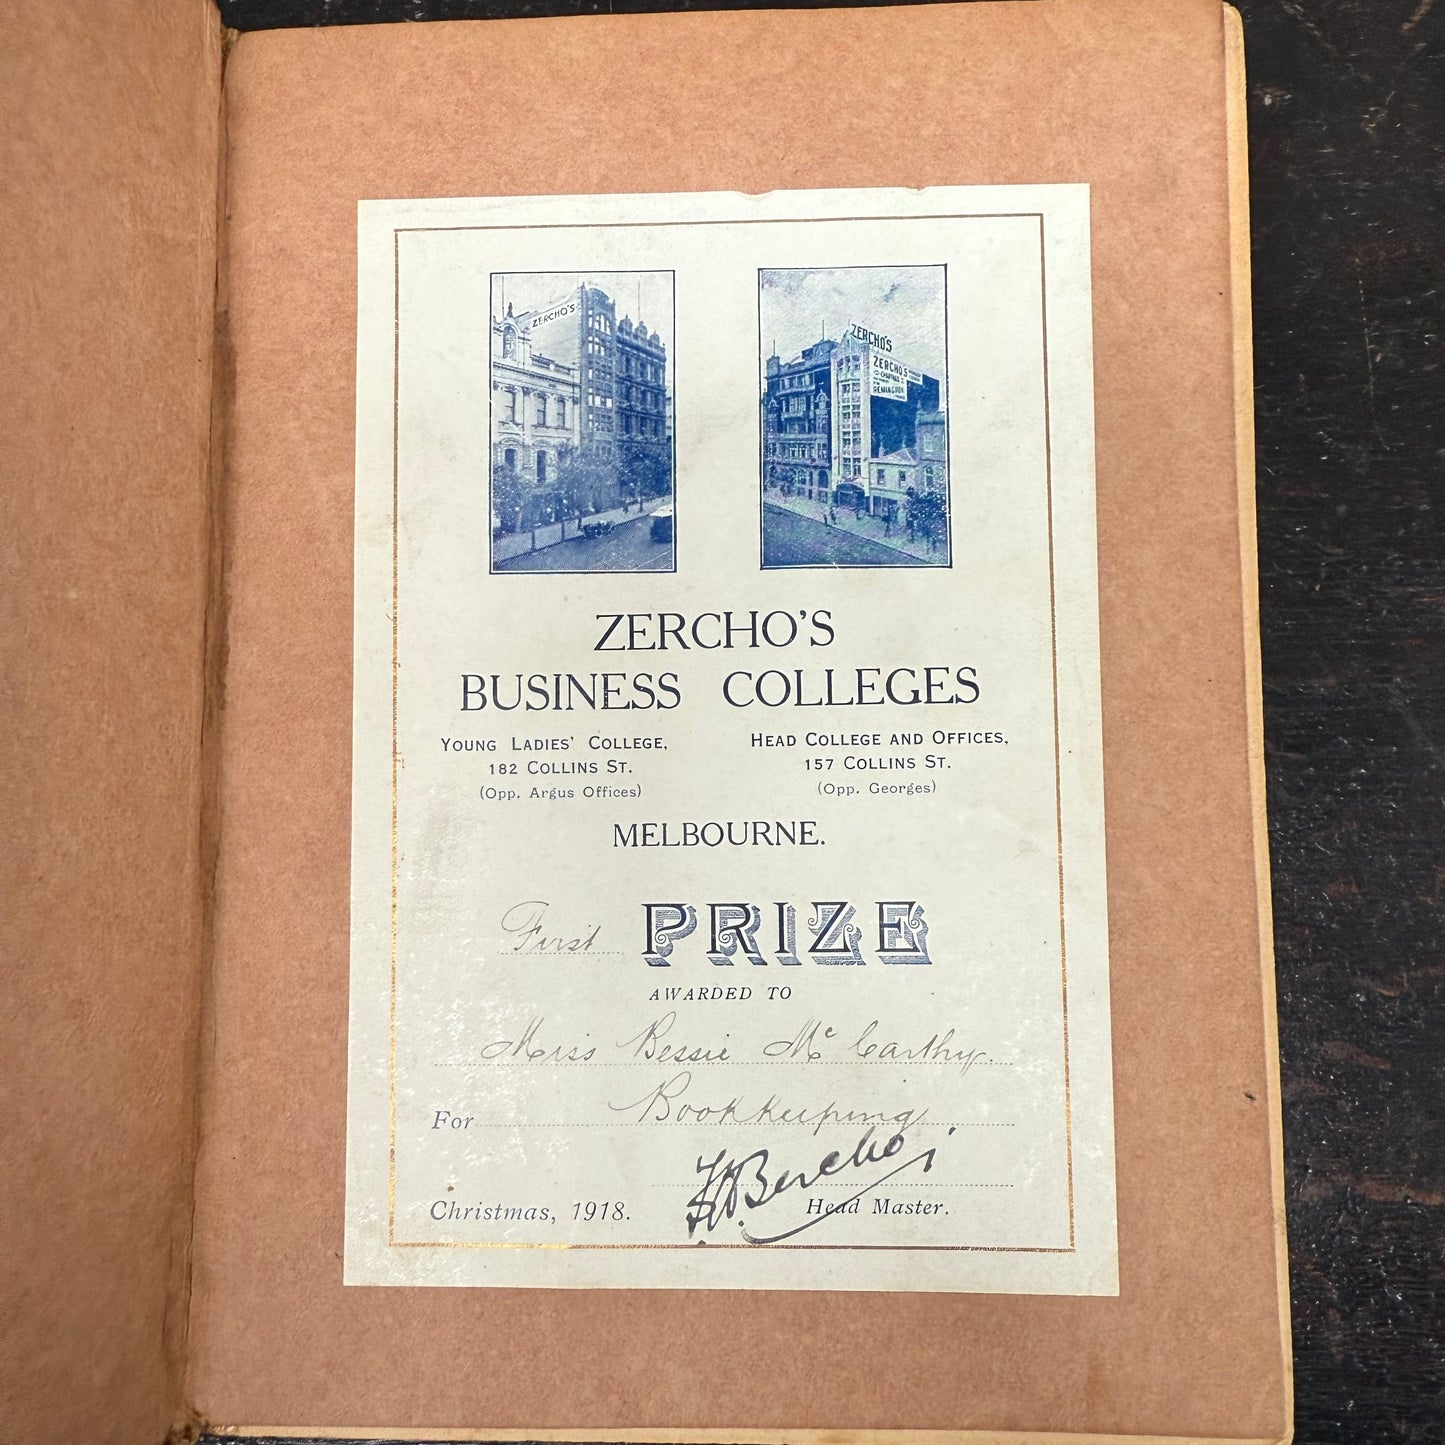 ZERCHO'S
ZERCHO'S
ZERCHO'S
ZERCHO'S
BUSINESS COLLEGES
YOUNG LADIES' COLLEGE,
182 COLLINS ST.
(Opp. Argus Offices)
HEAD COLLEGE AND OFFICES,
157 COLLINS ST.
(Opp. Georges)
MELBOURNE.
First PRIZE
AWARDED TO
Miss Bessie McCarthy.
For Bookkeeping
Christmas, 1918.
Head Master.